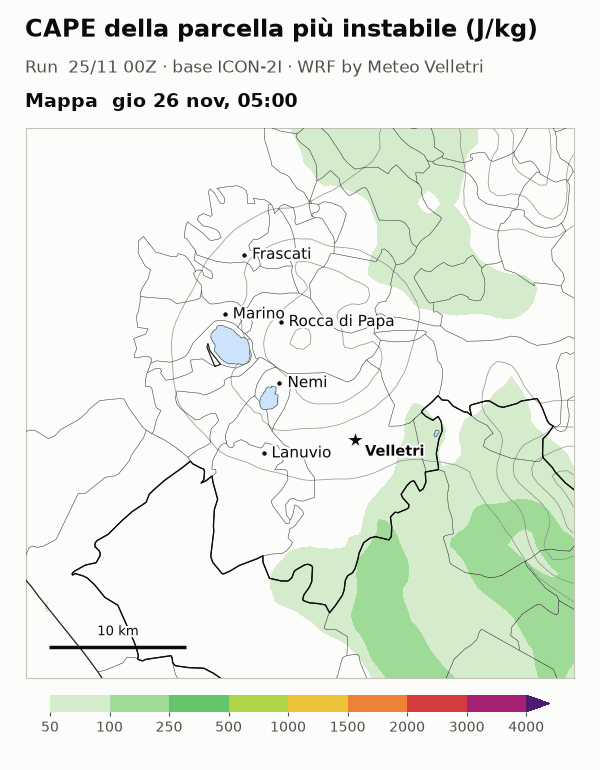 CAPE della parcella più instabile (J/kg)
Run  25/11 00Z · base ICON-2I · WRF by Meteo Velletri
Mappa  gio 26 nov, 05:00
Frascati
Marino
Rocca di Papa
Nemi
Velletri
Lanuvio
10 km
50 100 250 500 1000 1500 2000 3000 4000